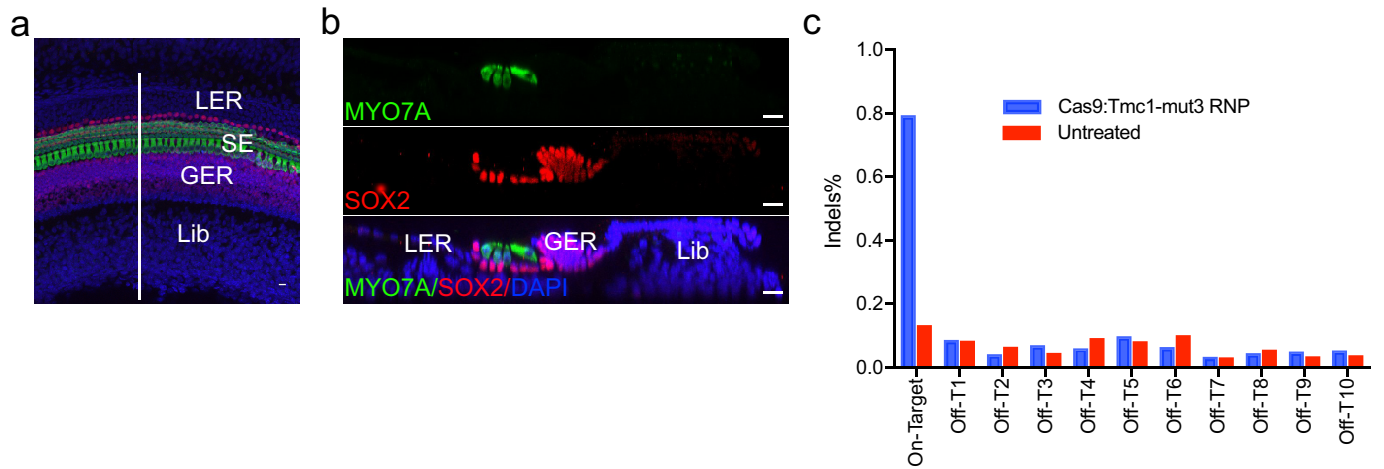 a
LER
SE
GER
Lib
b
MYO7A
SOX2
LER
GER
Lib
MYO7A/SOX2/DAPI
c
1.0
0.8
0.6
0.4
0.2
0.0
Indels%
Cas9:Tmc1-mut3 RNP
Untreated
On-Target
Off-T1
Off-T2
Off-T3
Off-T4
Off-T5
Off-T6
Off-T7
Off-T8
Off-T9
Off-T10